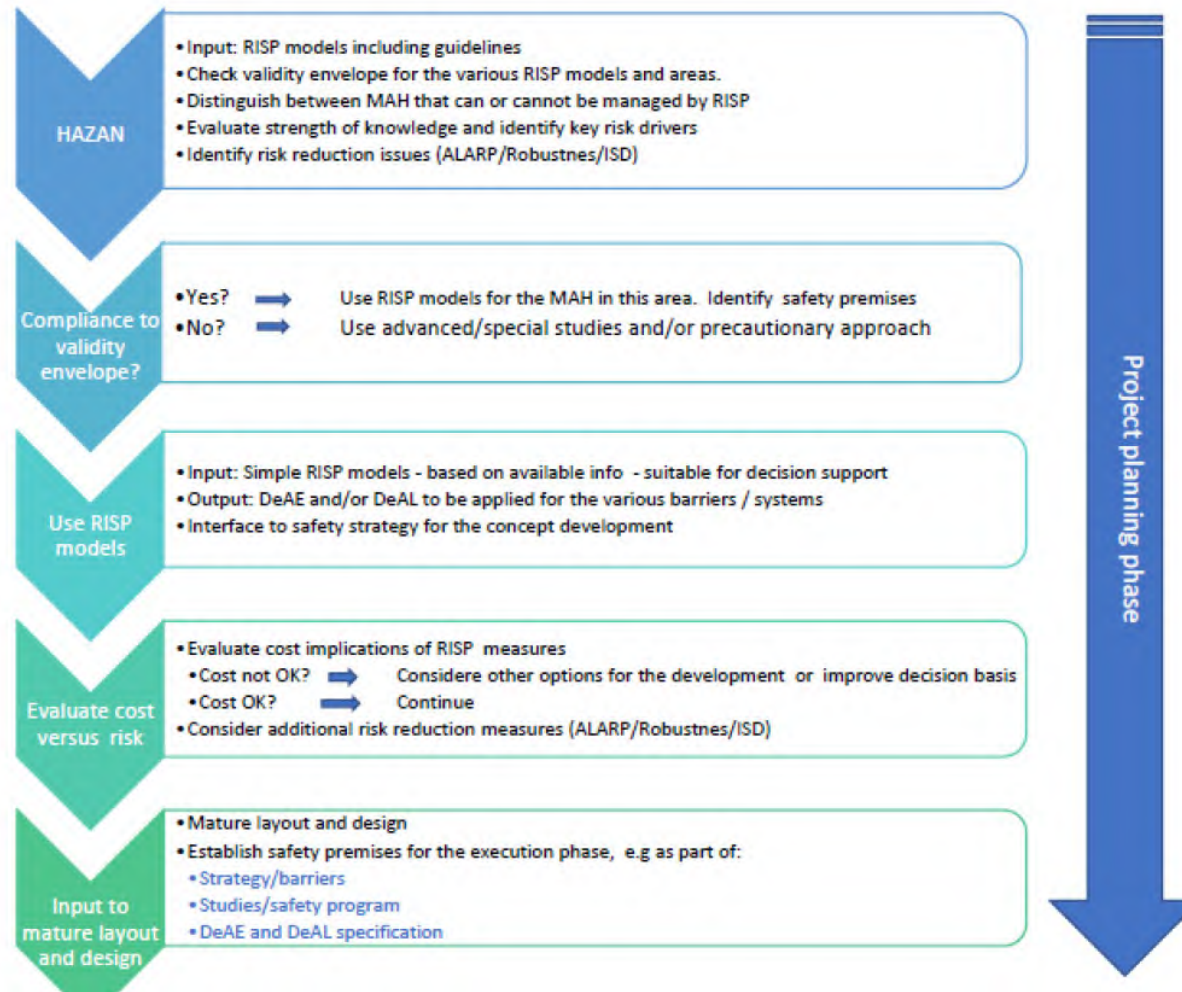 HAZAN
•Input: RISP models including guidelines
•Check validity envelope for the various RISP models and areas.
•Distinguish between MAH that can or cannot be managed by RISP
•Evaluate strength of knowledge and identify key risk drivers
•Identify risk reduction issues (ALARP/Robustnes/ISD)
Compliance to
validity
envelope?
•Yes? Use RISP models for the MAH in this area. Identify safety premises
•No? Use advanced/special studies and/or precautionary approach
Use RISP
models
•Input: Simple RISP models - based on available info - suitable for decision support
•Output: DeAE and/or DeAL to be applied for the various barriers / systems
•Interface to safety strategy for the concept development
Evaluate cost
versus risk
•Evaluate cost implications of RISP measures
•Cost not OK? Considere other options for the development or improve decision basis
•Cost OK? Continue
•Consider additional risk reduction measures (ALARP/Robustnes/ISD)
Input to
mature layout
and design
•Mature layout and design
•Establish safety premises for the execution phase, e.g as part of:
•Strategy/barriers
•Studies/safety program
•DeAE and DeAL specification
Project planning phase